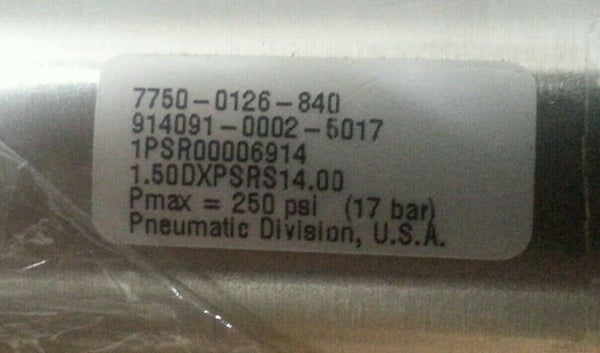 7750-0126-840
914091-0002-5017
1PSR00006914
1.50DXPSRS14.00
Pmax = 250 psi (17 bar)
Pneumatic Division, U.S.A.